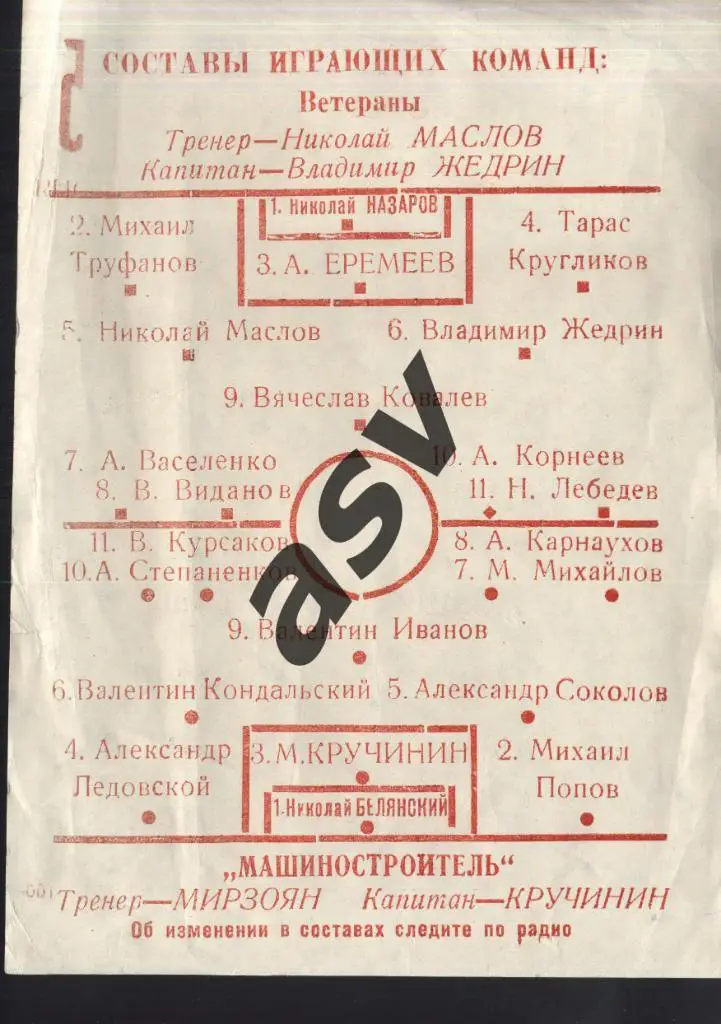 СОСТАВЫ ИГРАЮЩИХ КОМАНД:
Ветераны
Тренер—Николай МАСЛОВ
Капитан—Владимир ЖЕДРИН
1. Николай НАЗАРОВ
2. Михаил Труфанов
3. А. ЕРЕМЕЕВ
4. Тарас Кругликов
5. Николай Маслов
6. Владимир Жедрин
9. Вячеслав Ковалев
7. А. Васеленко
10. А. Корнеев
8. В. Виданов
11. Н. Лебедев
11. В. Курсаков
8. А. Карнаухов
10. А. Степаненков
7. М. Михайлов
9. Валентин Иванов
6. Валентин Кондальский
5. Александр Соколов
4. Александр Ледовской
3. М. КРУЧИНИН
2. Михаил Попов
1. Николай БЕЛЯНСКИЙ
„МАШИНОСТРОИТЕЛЬ“
Тренер—МИРЗОЯН Капитан—КРУЧИНИН
Об изменении в составах следите по радио
asv